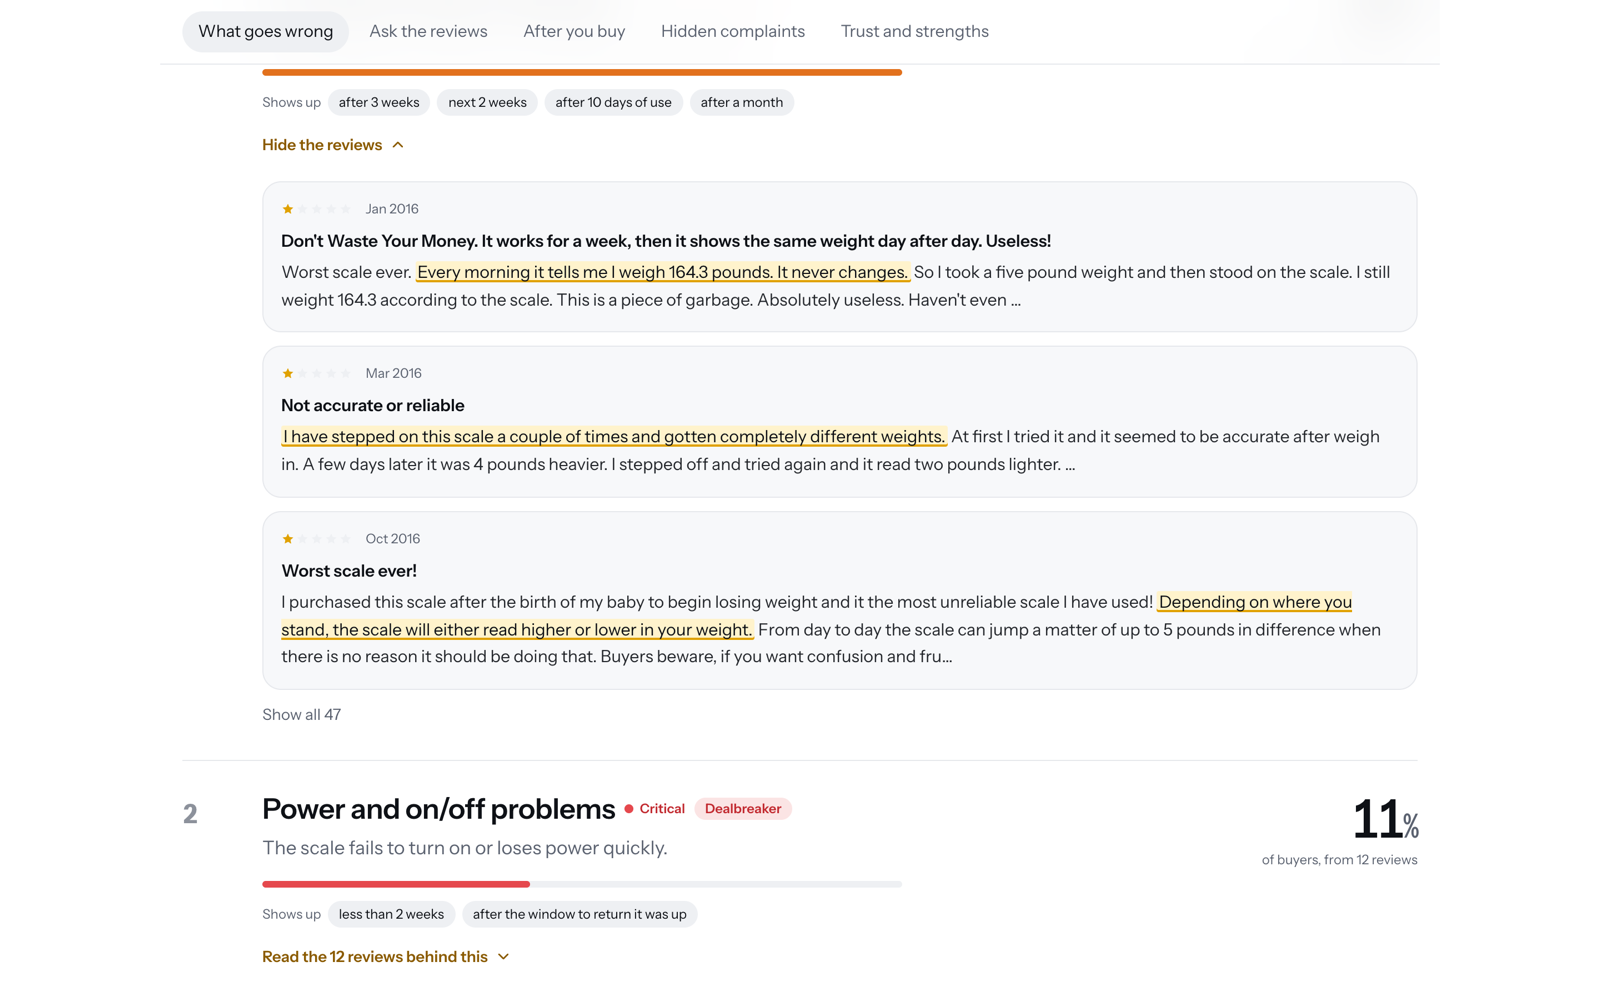 What goes wrong
Ask the reviews
After you buy
Hidden complaints
Trust and strengths
Shows up
after 3 weeks
next 2 weeks
after 10 days of use
after a month
Hide the reviews
Jan 2016
Don't Waste Your Money. It works for a week, then it shows the same weight day after day. Useless!
Worst scale ever. Every morning it tells me I weigh 164.3 pounds. It never changes. So I took a five pound weight and then stood on the scale. I still
weight 164.3 according to the scale. This is a piece of garbage. Absolutely useless. Haven't even ...
Mar 2016
Not accurate or reliable
I have stepped on this scale a couple of times and gotten completely different weights. At first I tried it and it seemed to be accurate after weigh
in. A few days later it was 4 pounds heavier. I stepped off and tried again and it read two pounds lighter. ...
Oct 2016
Worst scale ever!
I purchased this scale after the birth of my baby to begin losing weight and it the most unreliable scale I have used! Depending on where you
stand, the scale will either read higher or lower in your weight. From day to day the scale can jump a matter of up to 5 pounds in difference when
there is no reason it should be doing that. Buyers beware, if you want confusion and fru...
Show all 47
2
Power and on/off problems
Critical
Dealbreaker
11%
The scale fails to turn on or loses power quickly.
of buyers, from 12 reviews
Shows up
less than 2 weeks
after the window to return it was up
Read the 12 reviews behind this